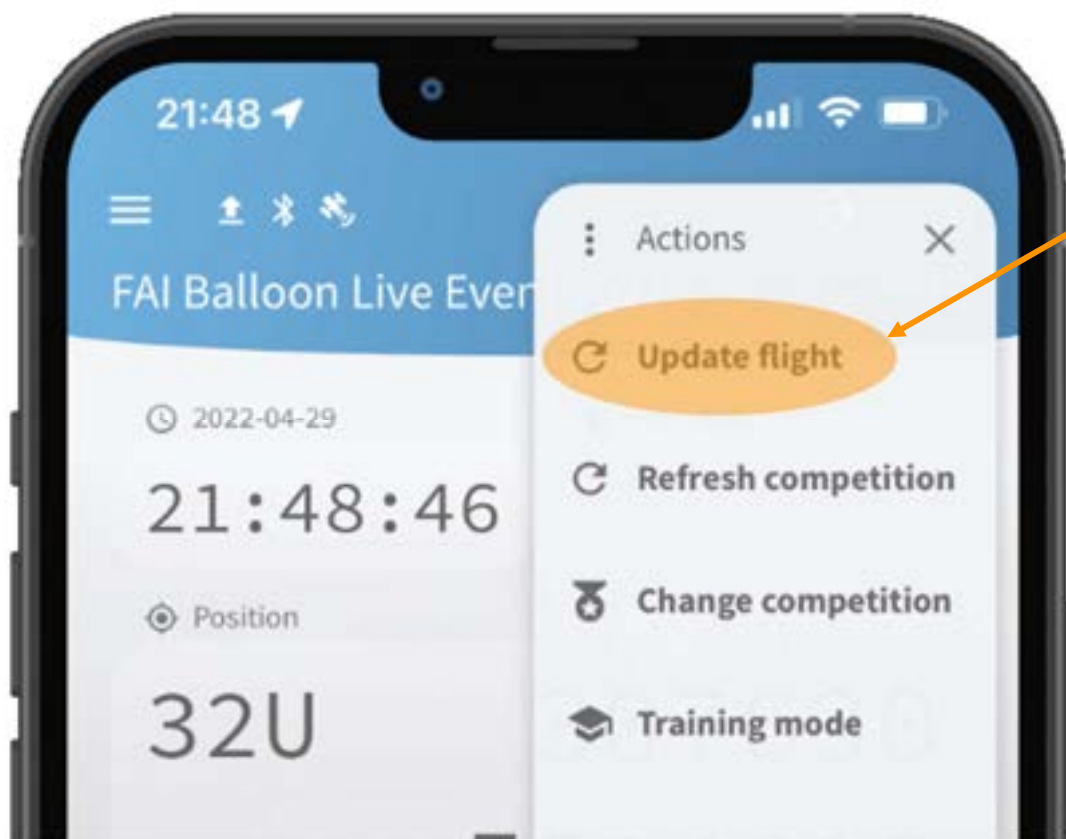 21:48
Actions
FAI Balloon Live Even
Update flight
2022-04-29
21:48:46
Refresh competition
Position
Change competition
32U
Training mode